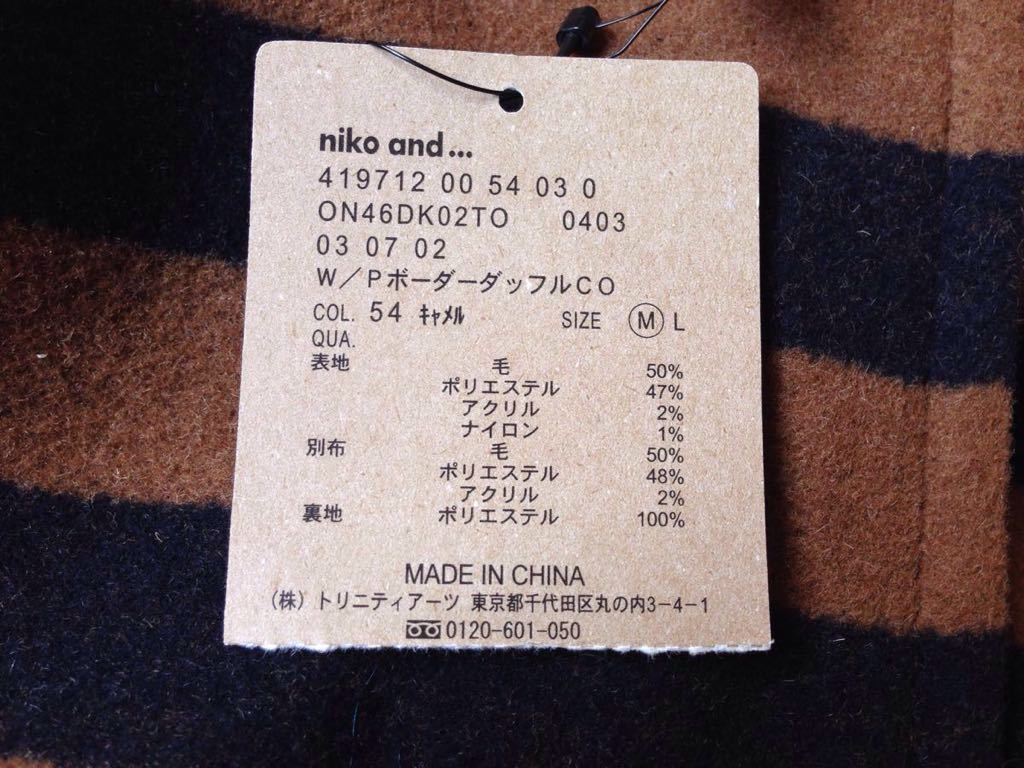 niko and...
419712 00 54 03 0
ON46DK02TO 0403
03 07 02
W/PボーダーダッフルCO
COL. 54 ｷｬﾒﾙ SIZE M L
QUA.
表地 毛 50%
ポリエステル 47%
アクリル 2%
ナイロン 1%
別布 毛 50%
ポリエステル 48%
アクリル 2%
裏地 ポリエステル 100%
MADE IN CHINA
(株) トリニティアーツ 東京都千代田区丸の内3-4-1
0120-601-050